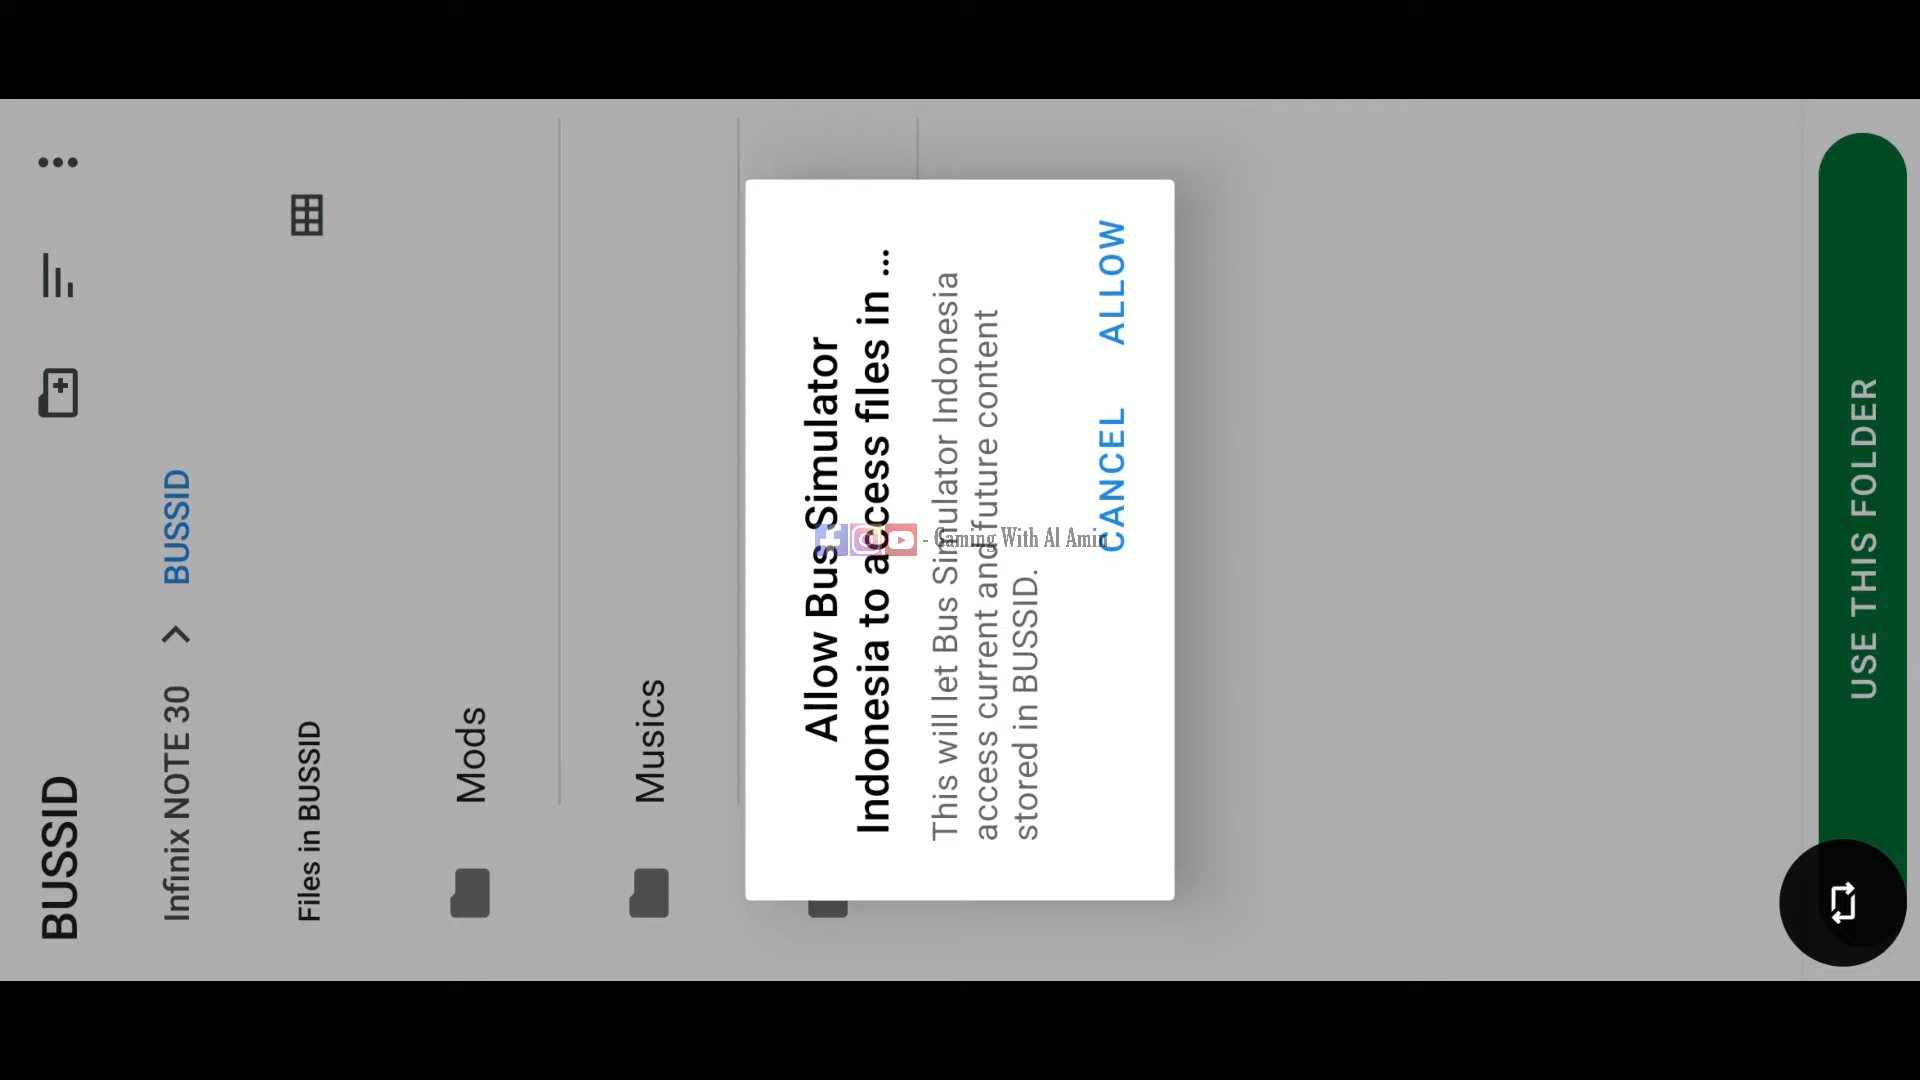 BUSSID
Infinix NOTE 30 > BUSSID
Files in BUSSID
Mods
Musics
Allow Bus Simulator
Indonesia to access files in ...
This will let Bus Simulator Indonesia
access current and future content
stored in BUSSID.
CANCEL ALLOW
- Gaming With Al Amin
USE THIS FOLDER